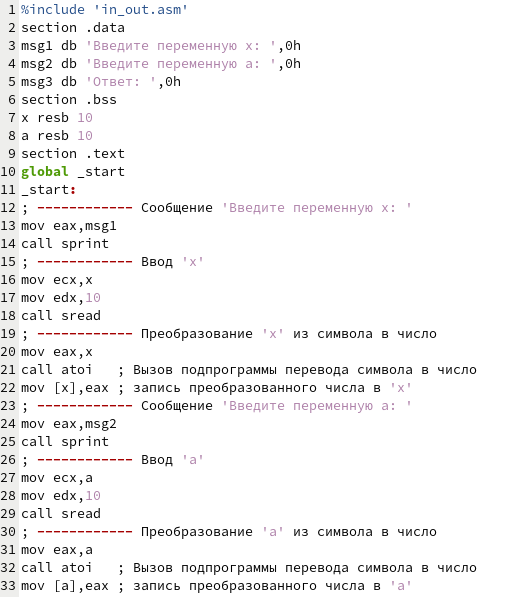 1 %include 'in_out.asm'
2 section .data
3 msg1 db 'Введите переменную x: ',0h
4 msg2 db 'Введите переменную a: ',0h
5 msg3 db 'Ответ: ',0h
6 section .bss
7 x resb 10
8 a resb 10
9 section .text
10 global _start
11 _start:
12 ; ------------ Сообщение 'Введите переменную x: '
13 mov eax,msg1
14 call sprint
15 ; ------------ Ввод 'x'
16 mov ecx,x
17 mov edx,10
18 call sread
19 ; ------------ Преобразование 'x' из символа в число
20 mov eax,x
21 call atoi   ; Вызов подпрограммы перевода символа в число
22 mov [x],eax ; запись преобразованного числа в 'x'
23 ; ------------ Сообщение 'Введите переменную a: '
24 mov eax,msg2
25 call sprint
26 ; ------------ Ввод 'a'
27 mov ecx,a
28 mov edx,10
29 call sread
30 ; ------------ Преобразование 'a' из символа в число
31 mov eax,a
32 call atoi   ; Вызов подпрограммы перевода символа в число
33 mov [a],eax ; запись преобразованного числа в 'a'